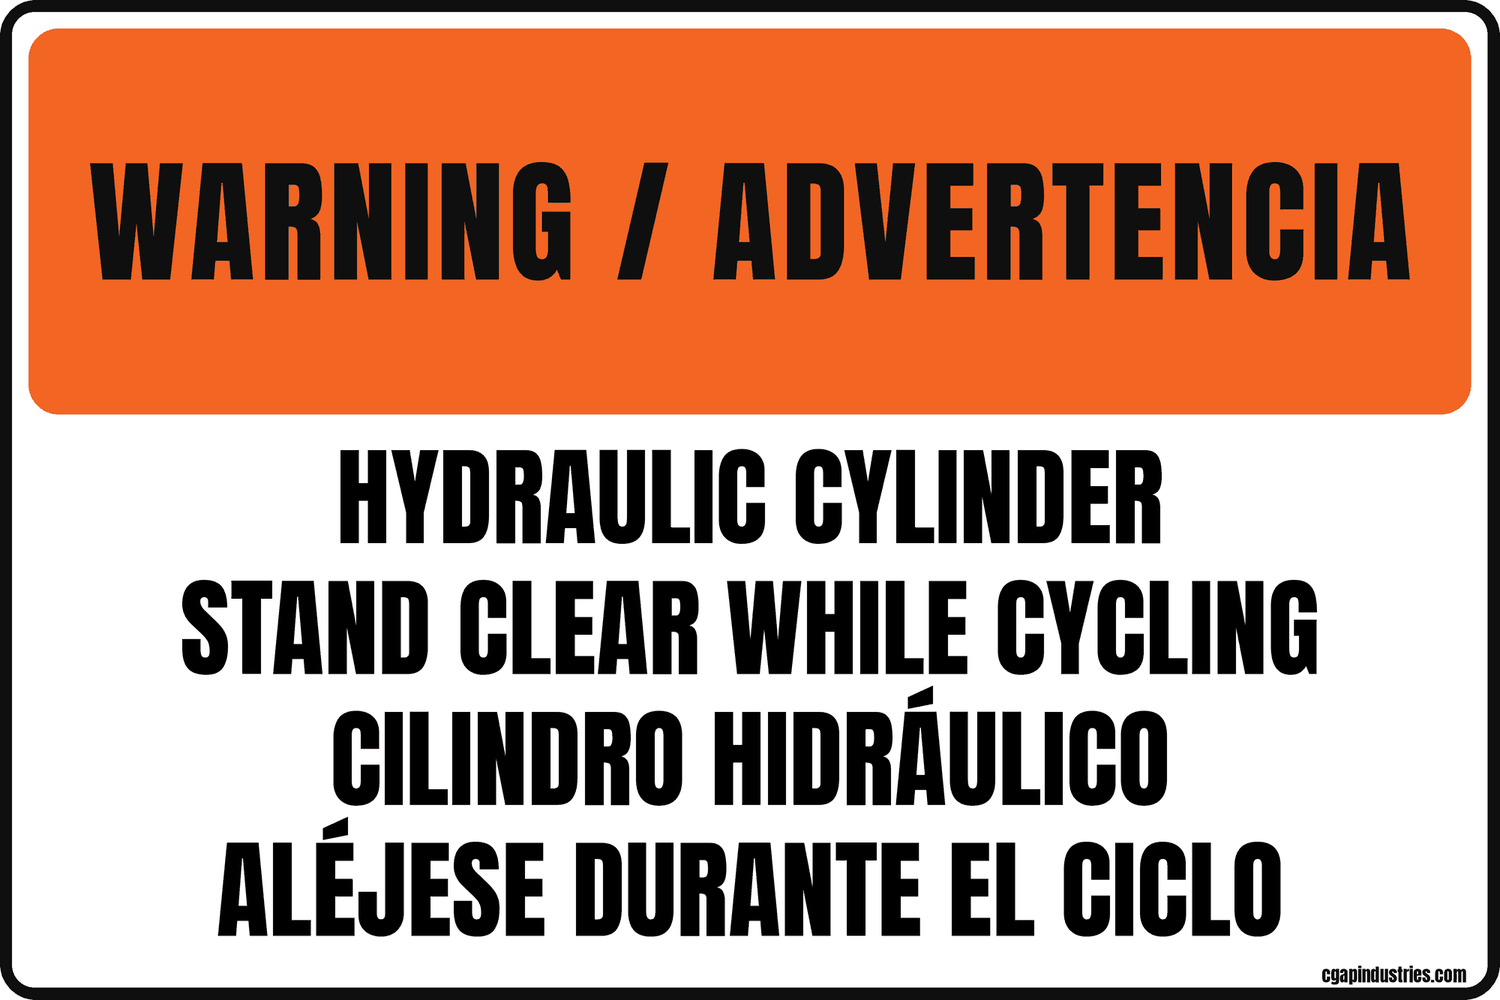 WARNING / ADVERTENCIA
HYDRAULIC CYLINDER
STAND CLEAR WHILE CYCLING
CILINDRO HIDRÁULICO
ALÉJESE DURANTE EL CICLO
cgapindustries.com